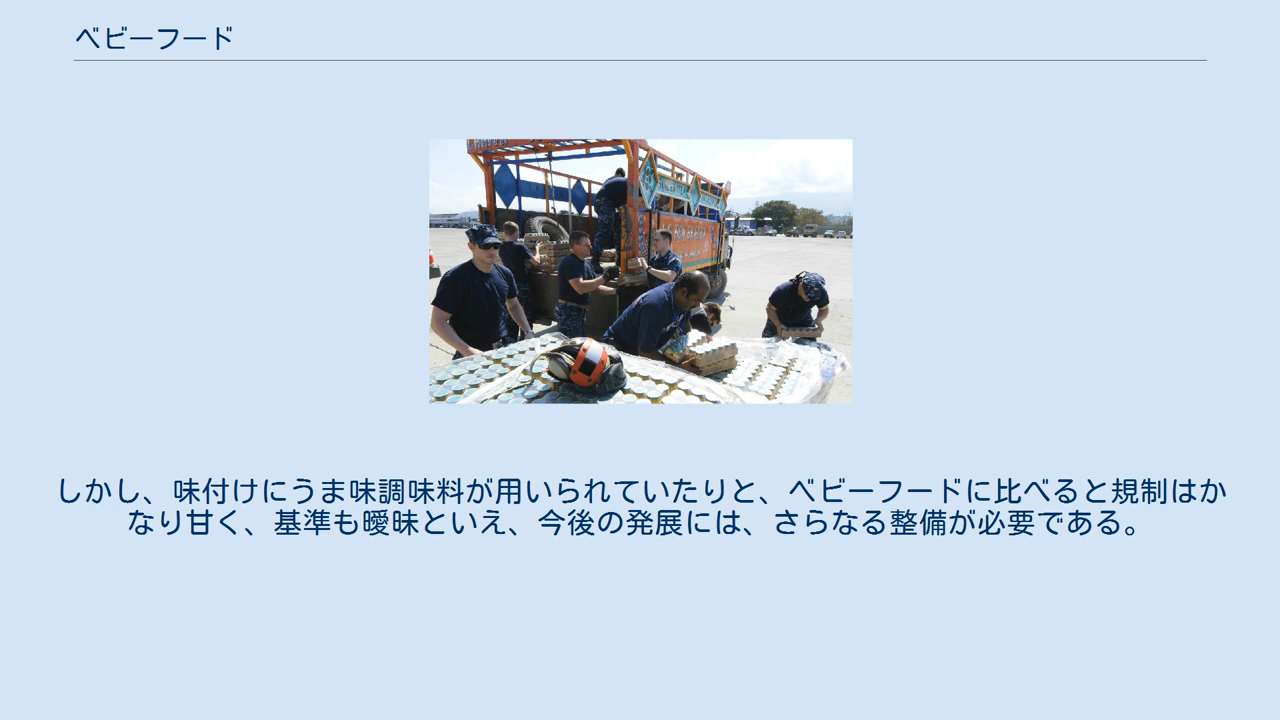 ベビーフード
しかし、味付けにうま味調味料が用いられていたりと、ベビーフードに比べると規制はか
なり甘く、基準も曖昧といえ、今後の発展には、さらなる整備が必要である。